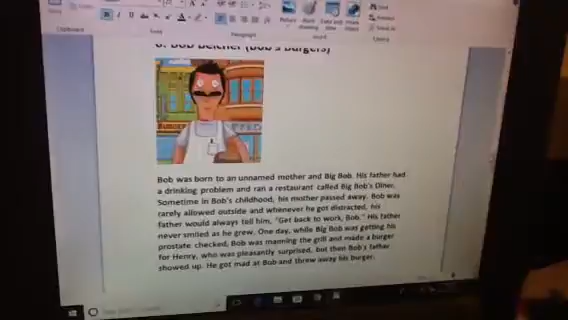 Clipboard
Font
Paragraph
Bob Belcher (Bob's Burgers)
BURGER
Bob was born to an unnamed mother and Big Bob. His father had
a drinking problem and ran a restaurant called Big Bob's Diner.
Sometime in Bob's childhood, his mother passed away. Bob was
rarely allowed outside and whenever he got distracted, his
father would always tell him, "Get back to work, Bob." His father
never smiled as he grew. One day, while Big Bob was getting his
prostate checked, Bob was manning the grill and made a burger
for Henry, who was pleasantly surprised, but then Bob's father
showed up. He got mad at Bob and threw away his burger.